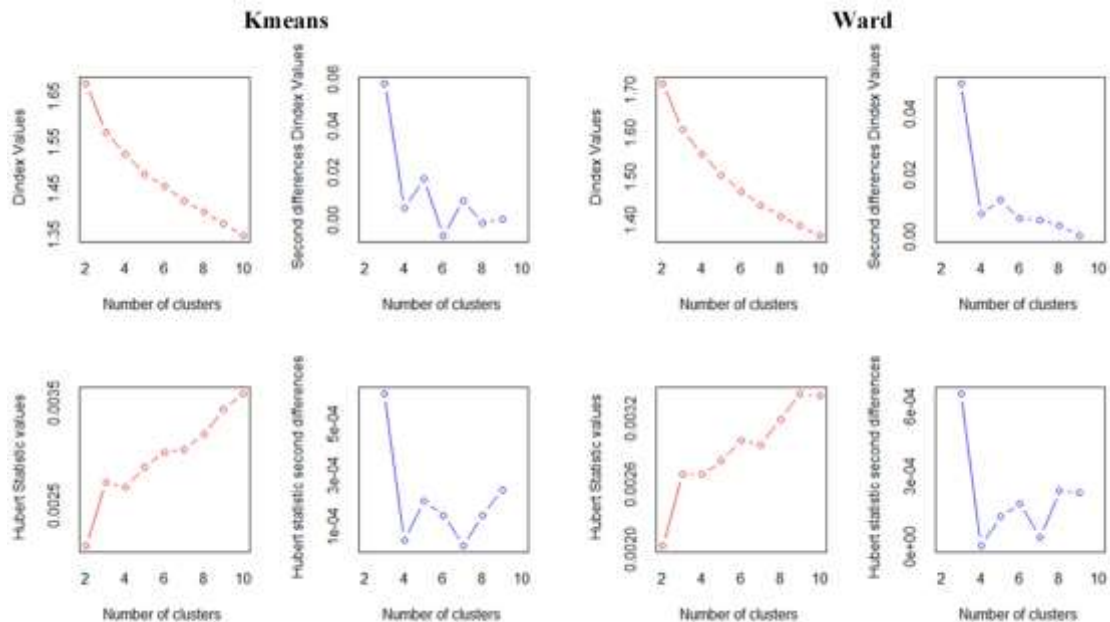 Kmeans
Ward
Dindex Values
1.35 1.45 1.55 1.65
2 4 6 8 10
Number of clusters
Second differences Dindex Values
0.00 0.02 0.04 0.06
2 4 6 8 10
Number of clusters
Dindex Values
1.40 1.50 1.60 1.70
2 4 6 8 10
Number of clusters
Second differences Dindex Values
0.00 0.02 0.04
2 4 6 8 10
Number of clusters
Hubert Statistic values
0.0025 0.0035
2 4 6 8 10
Number of clusters
Hubert statistic second differences
1e-04 3e-04 5e-04
2 4 6 8 10
Number of clusters
Hubert Statistic values
0.0020 0.0026 0.0032
2 4 6 8 10
Number of clusters
Hubert statistic second differences
0e+00 3e-04 6e-04
2 4 6 8 10
Number of clusters